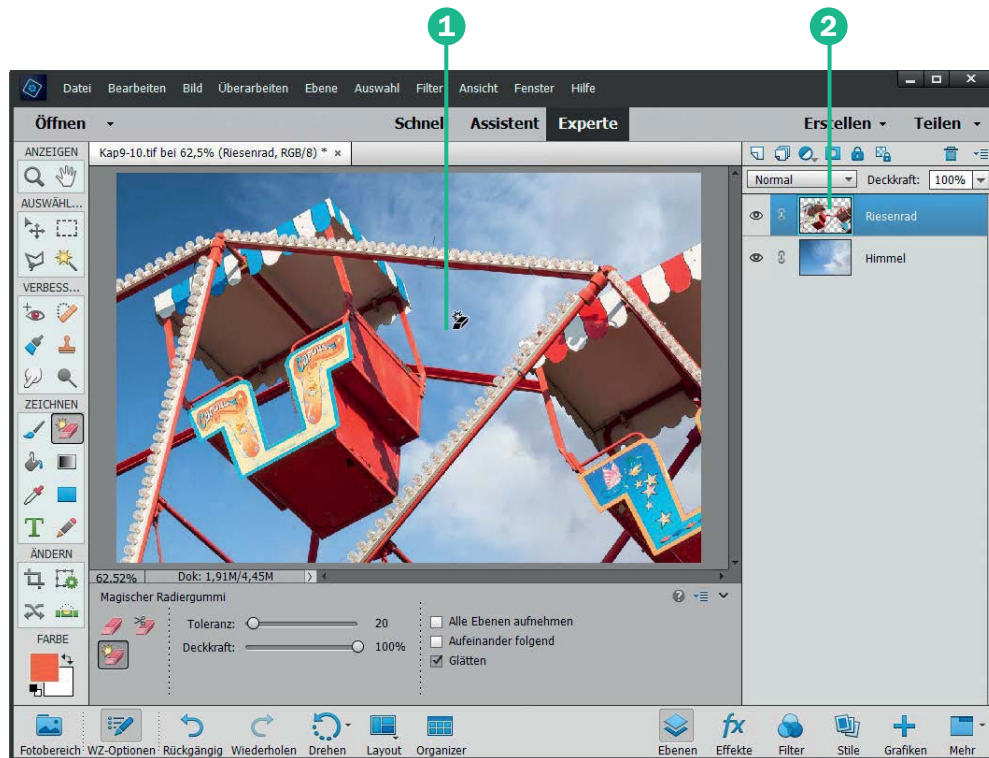 1
2
Datei Bearbeiten Bild Überarbeiten Ebene Auswahl Filter Ansicht Fenster Hilfe
Öffnen
Schnell Assistent Experte
Erstellen Teilen
ANZEIGEN
Kap9-10.tif bei 62,5% (Riesenrad, RGB/8) * ×
AUSWÄHL...
Normal Deckkraft: 100%
Riesenrad
Himmel
VERBESS...
ZEICHNEN
ÄNDERN
FARBE
62,52% Dok: 1,91M/4,45M
Magischer Radiergummi
Toleranz: 20
Deckkraft: 100%
Alle Ebenen aufnehmen
Aufeinander folgend
Glätten
Fotobereich WZ-Optionen Rückgängig Wiederholen Drehen Layout Organizer
Ebenen Effekte Filter Stile Grafiken Mehr